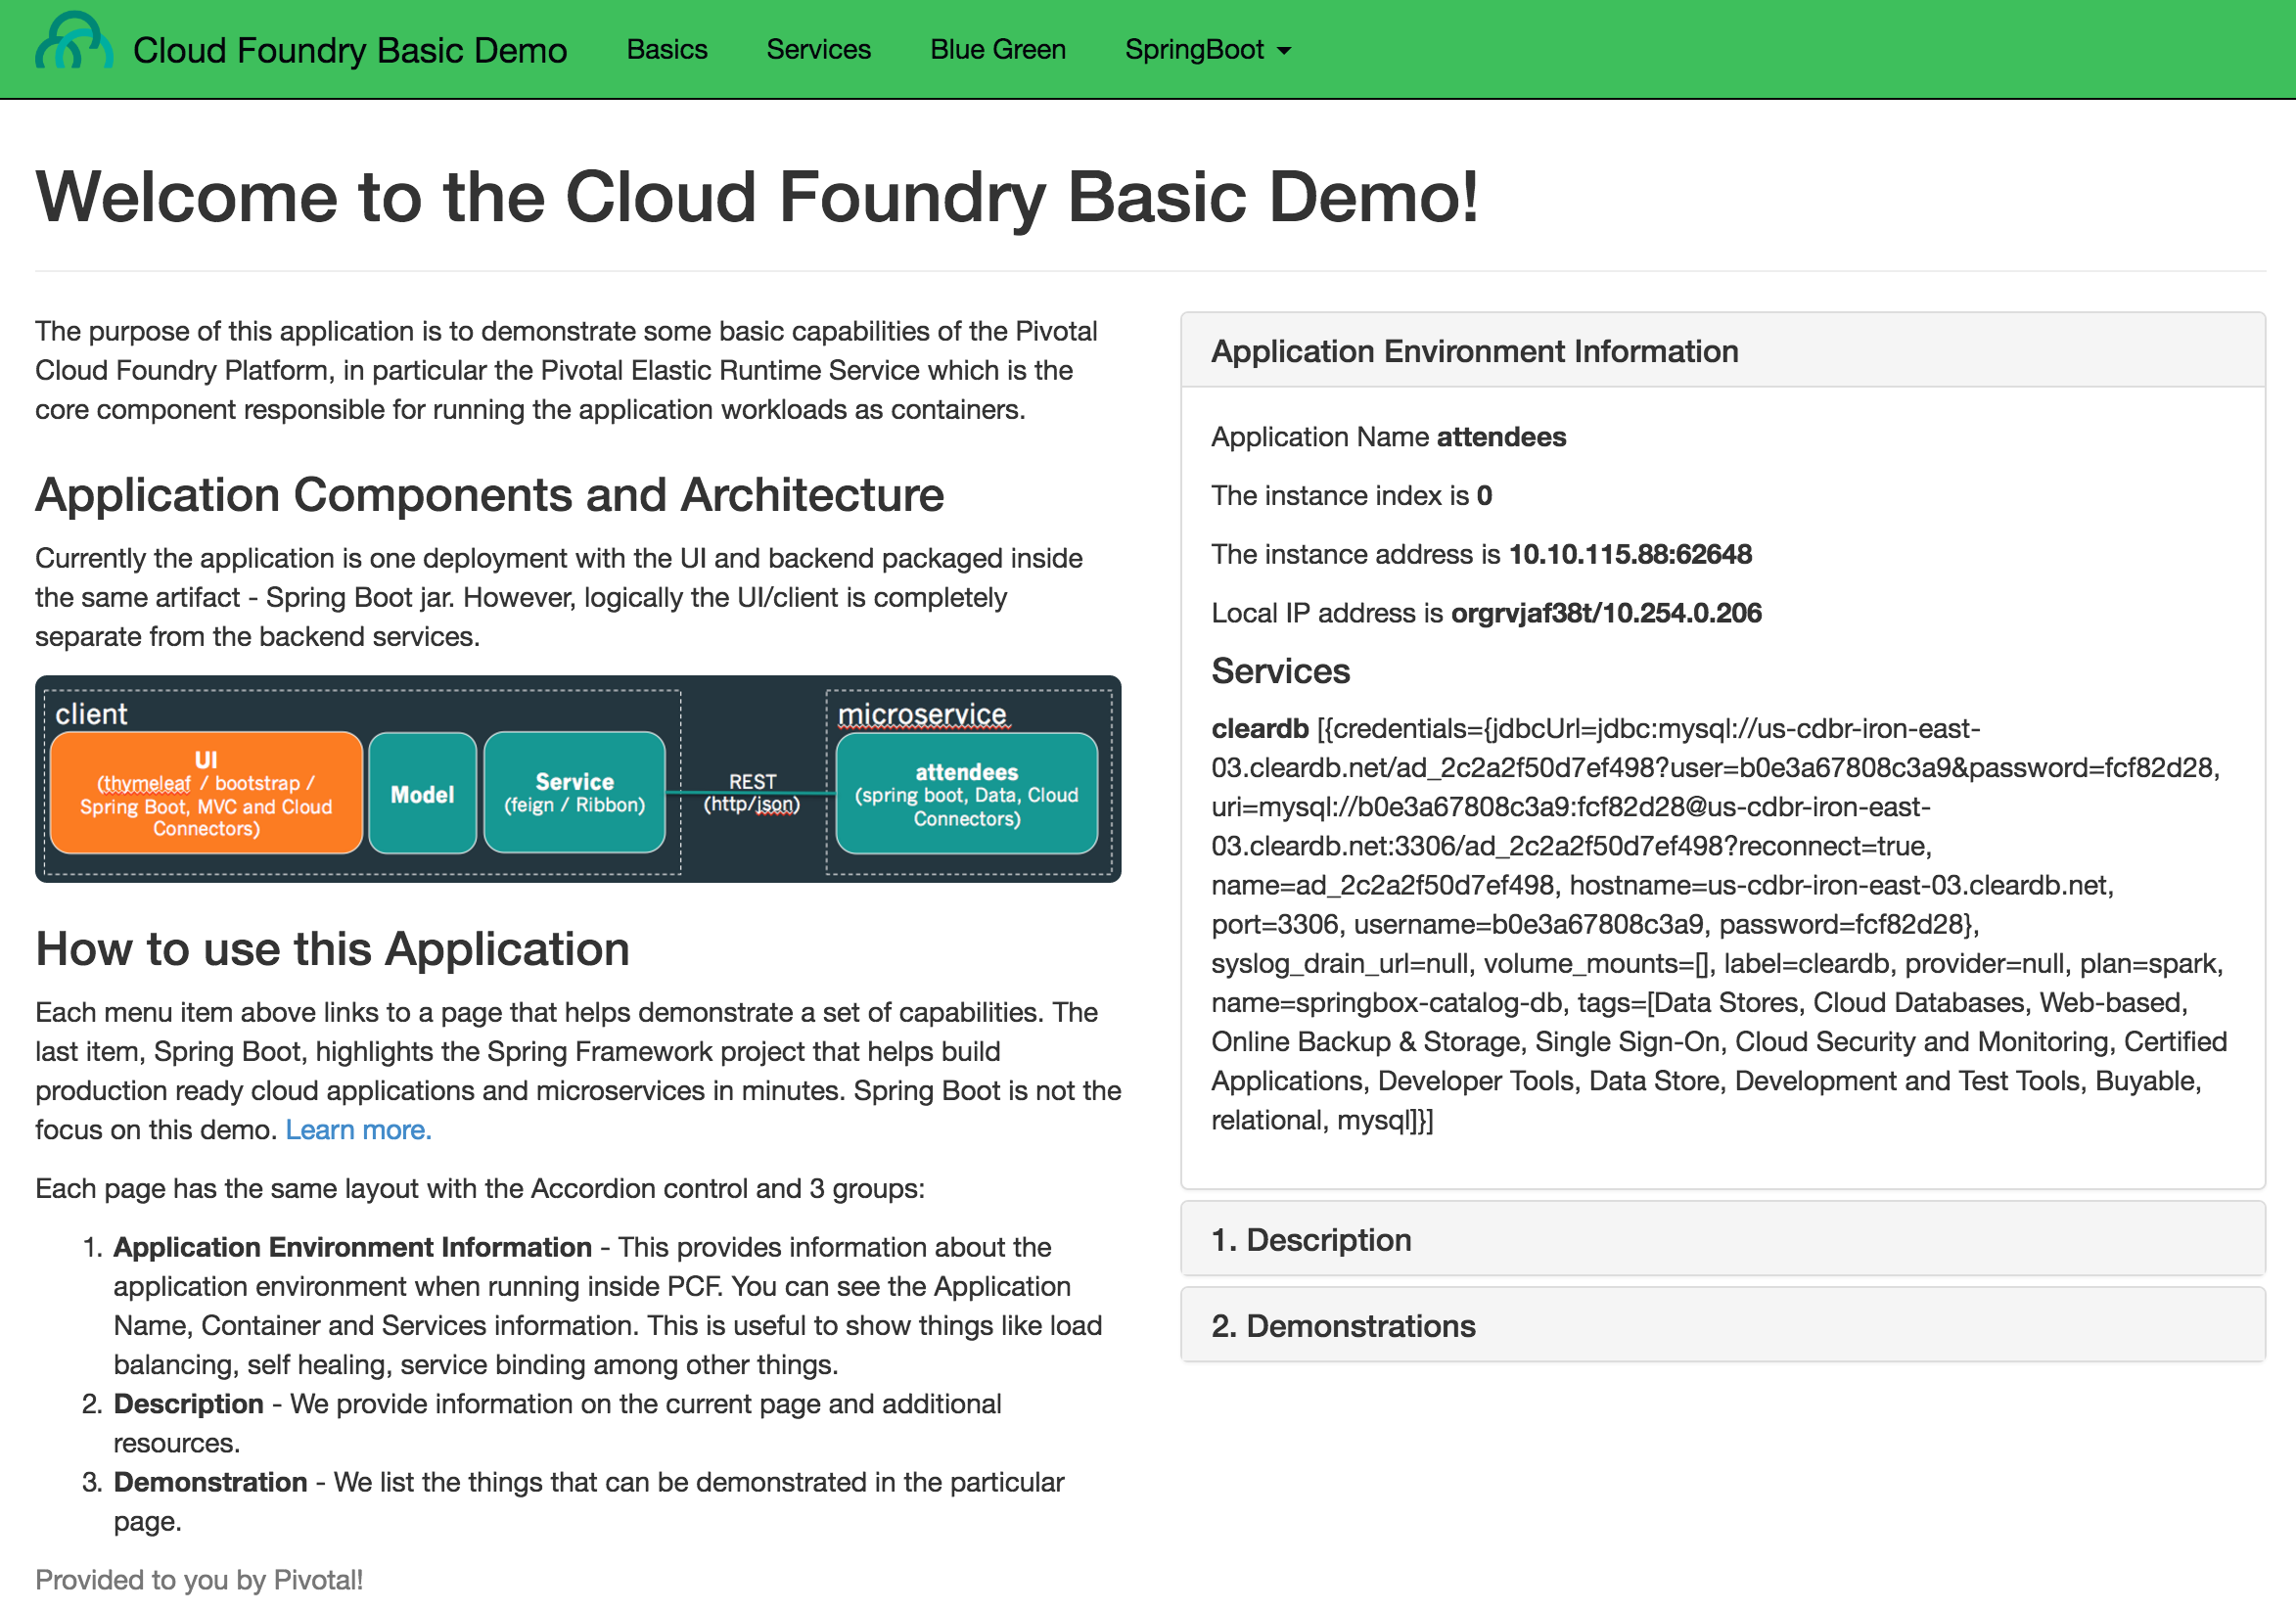 Cloud Foundry Basic Demo
Basics
Services
Blue Green
SpringBoot
Welcome to the Cloud Foundry Basic Demo!
The purpose of this application is to demonstrate some basic capabilities of the Pivotal
Cloud Foundry Platform, in particular the Pivotal Elastic Runtime Service which is the
core component responsible for running the application workloads as containers.
Application Components and Architecture
Currently the application is one deployment with the UI and backend packaged inside
the same artifact - Spring Boot jar. However, logically the UI/client is completely
separate from the backend services.
client
UI
(thymeleaf / bootstrap /
Spring Boot, MVC and Cloud
Connectors)
Model
Service
(feign / Ribbon)
REST
(http/json)
microservice
attendees
(spring boot, Data, Cloud
Connectors)
How to use this Application
Each menu item above links to a page that helps demonstrate a set of capabilities. The
last item, Spring Boot, highlights the Spring Framework project that helps build
production ready cloud applications and microservices in minutes. Spring Boot is not the
focus on this demo. Learn more.
Each page has the same layout with the Accordion control and 3 groups:
1. Application Environment Information - This provides information about the
application environment when running inside PCF. You can see the Application
Name, Container and Services information. This is useful to show things like load
balancing, self healing, service binding among other things.
2. Description - We provide information on the current page and additional
resources.
3. Demonstration - We list the things that can be demonstrated in the particular
page.
Provided to you by Pivotal!
Application Environment Information
Application Name attendees
The instance index is 0
The instance address is 10.10.115.88:62648
Local IP address is orgrvjaf38t/10.254.0.206
Services
cleardb [{credentials={jdbcUrl=jdbc:mysql://us-cdbr-iron-east-
03.cleardb.net/ad_2c2a2f50d7ef498?user=b0e3a67808c3a9&password=fcf82d28,
uri=mysql://b0e3a67808c3a9:fcf82d28@us-cdbr-iron-east-
03.cleardb.net:3306/ad_2c2a2f50d7ef498?reconnect=true,
name=ad_2c2a2f50d7ef498, hostname=us-cdbr-iron-east-03.cleardb.net,
port=3306, username=b0e3a67808c3a9, password=fcf82d28},
syslog_drain_url=null, volume_mounts=[], label=cleardb, provider=null, plan=spark,
name=springbox-catalog-db, tags=[Data Stores, Cloud Databases, Web-based,
Online Backup & Storage, Single Sign-On, Cloud Security and Monitoring, Certified
Applications, Developer Tools, Data Store, Development and Test Tools, Buyable,
relational, mysql]}]
1. Description
2. Demonstrations